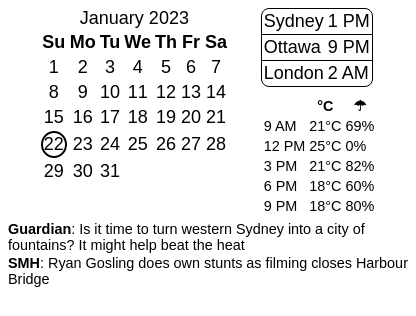 January 2023
Su Mo Tu We Th Fr Sa
1 2 3 4 5 6 7
8 9 10 11 12 13 14
15 16 17 18 19 20 21
22 23 24 25 26 27 28
29 30 31
Sydney 1 PM
Ottawa 9 PM
London 2 AM
°C ☂
9 AM 21°C 69%
12 PM 25°C 0%
3 PM 21°C 82%
6 PM 18°C 60%
9 PM 18°C 80%
Guardian: Is it time to turn western Sydney into a city of
fountains? It might help beat the heat
SMH: Ryan Gosling does own stunts as filming closes Harbour
Bridge